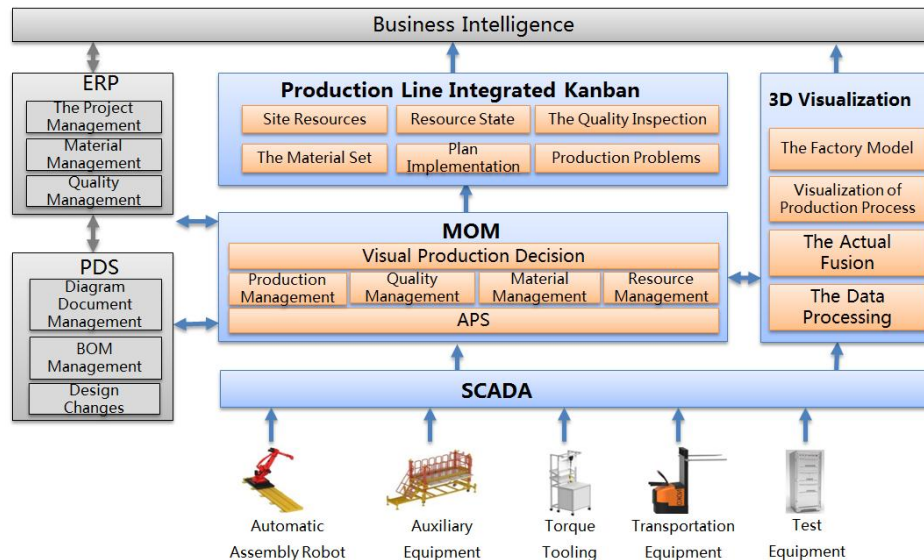 Business Intelligence
ERP
The Project
Management
Material
Management
Quality
Management
PDS
Diagram
Document
Management
BOM
Management
Design
Changes
Production Line Integrated Kanban
Site Resources
Resource State
The Quality Inspection
The Material Set
Plan
Implementation
Production Problems
MOM
Visual Production Decision
Production
Management
Quality
Management
Material
Management
Resource
Management
APS
3D Visualization
The Factory Model
Visualization of
Production Process
The Actual
Fusion
The Data
Processing
SCADA
Automatic
Assembly Robot
Auxiliary
Equipment
Torque
Tooling
Transportation
Equipment
Test
Equipment